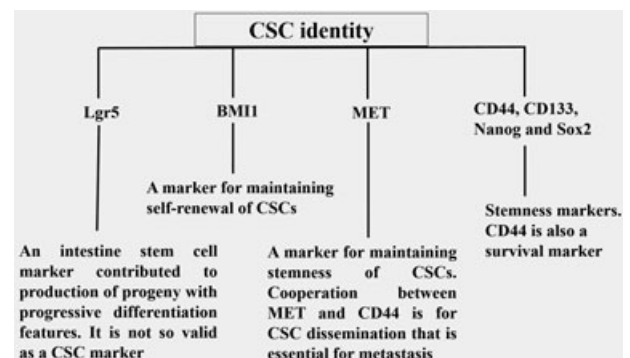 CSC identity
Lgr5
BMI1
MET
CD44, CD133,
Nanog and Sox2
A marker for maintaining
self-renewal of CSCs
Stemness markers.
CD44 is also a
survival marker
An intestine stem cell
marker contributed to
production of progeny with
progressive differentiation
features. It is not so valid
as a CSC marker
A marker for maintaining
stemness of CSCs.
Cooperation between
MET and CD44 is for
CSC dissemination that is
essential for metastasis